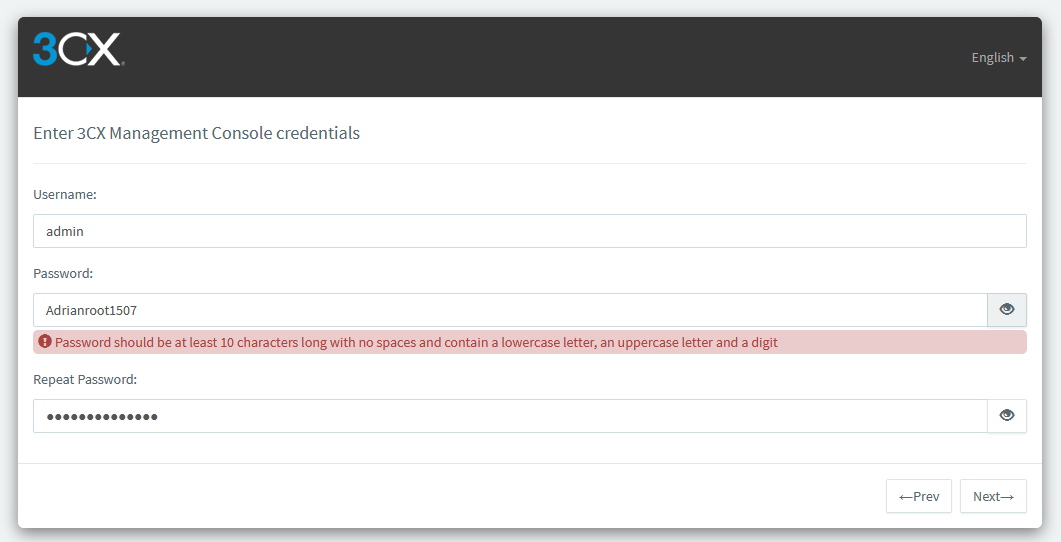 3CX
English
Enter 3CX Management Console credentials
Username:
admin
Password:
Adrianroot1507
Password should be at least 10 characters long with no spaces and contain a lowercase letter, an uppercase letter and a digit
Repeat Password:
●●●●●●●●●●●●●●
←Prev Next→